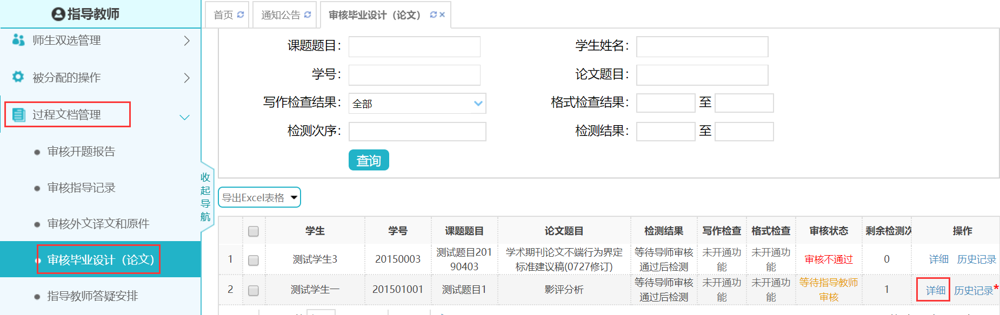 指导教师
师生双选管理
被分配的操作
过程文档管理
审核开题报告
审核指导记录
审核外文译文和原件
审核毕业设计（论文）
指导教师答疑安排
收起导航
首页 通知公告 审核毕业设计（论文）
课题题目： 学生姓名：
学号： 论文题目：
写作检查结果： 全部 格式检查结果： 至
检测次序： 检测结果： 至
查询
导出Excel表格
学生 学号 课题题目 论文题目 检测结果 写作检查 格式检查 审核状态 剩余检测次 操作
1 测试学生3 20150003 测试题目20190403 学术期刊论文不端行为界定标准建议稿(0727修订) 等待导师审核通过后检测 未开通功能 未开通功能 审核不通过 0 详细 历史记录
2 测试学生一 201501001 测试题目1 影评分析 等待导师审核通过后检测 未开通功能 未开通功能 等待指导教师审核 1 详细 历史记录*